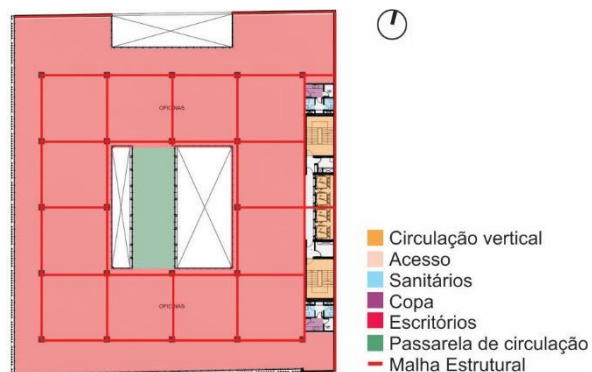 OFICINAS
OFICINAS
Circulação vertical
Acesso
Sanitários
Copa
Escritórios
Passarela de circulação
Malha Estrutural